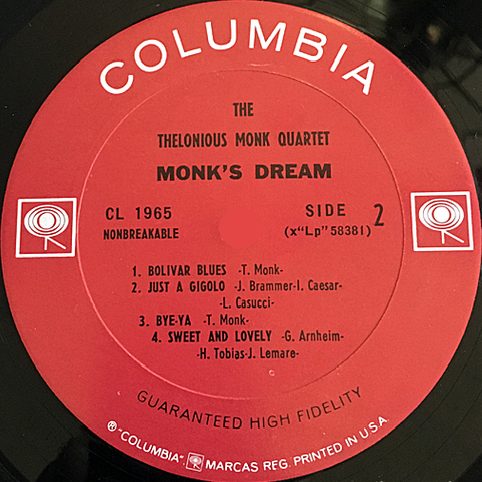 COLUMBIA
THE
THELONIOUS MONK QUARTET
MONK'S DREAM
CL 1965
NONBREAKABLE
SIDE 2
(x"Lp" 58381)
1. BOLIVAR BLUES -T. Monk-
2. JUST A GIGOLO -J. Brammer-I. Caesar-
-L. Casucci-
3. BYE-YA -T. Monk-
4. SWEET AND LOVELY -G. Arnheim-
-H. Tobias-J. Lemare-
GUARANTEED HIGH FIDELITY
® "COLUMBIA", MARCAS REG. PRINTED IN U.S.A.